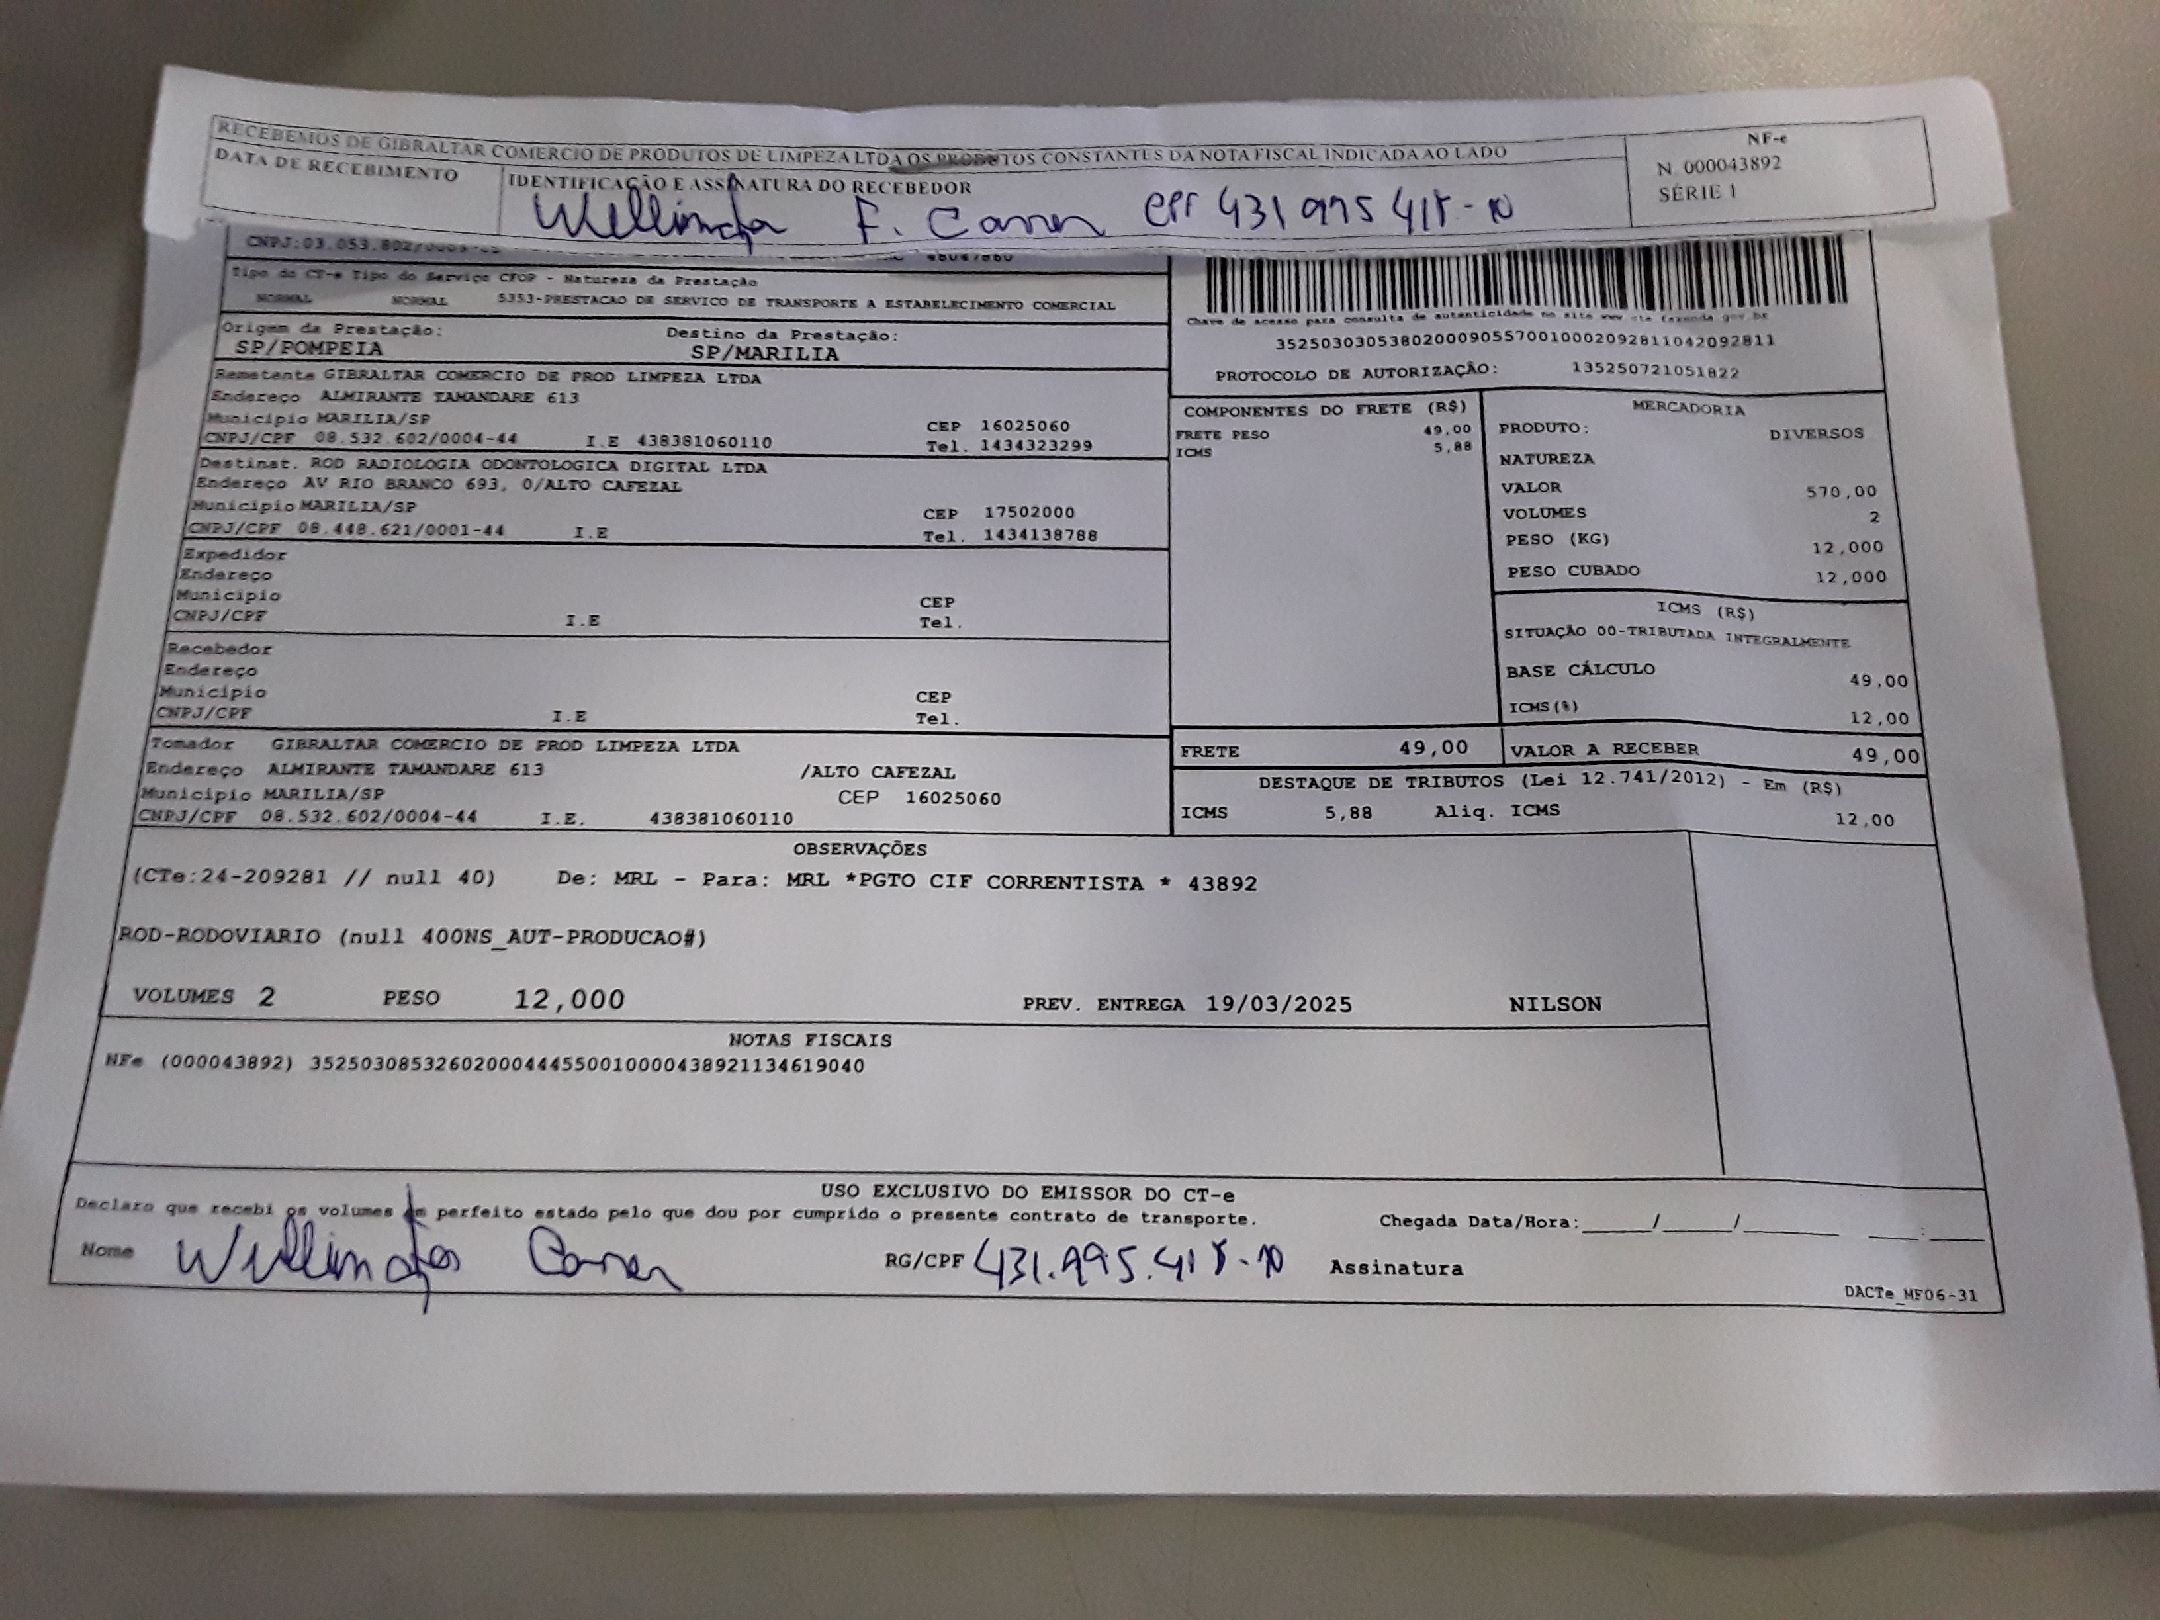 RECEBEMOS DE GIBRALTAR COMERCIO DE PRODUTOS DE LIMPEZA LTDA OS PRODUTOS CONSTANTES DA NOTA FISCAL INDICADA AO LADO
DATA DE RECEBIMENTO
IDENTIFICAÇÃO E ASSINATURA DO RECEBEDOR
F.
NF-e
N. 000043892
SÉRIE 1
CNPJ:03.053.802/
Tipo do CT-e Tipo do Serviço CFOP - Natureza da Prestação
NORMAL NORMAL 5353-PRESTACAO DE SERVICO DE TRANSPORTE A ESTABELECIMENTO COMERCIAL
Origem da Prestação: Destino da Prestação:
SP/POMPEIA SP/MARILIA
Remetente GIBRALTAR COMERCIO DE PROD LIMPEZA LTDA
Endereço ALMIRANTE TAMANDARE 613
Município MARILIA/SP CEP 16025060
CNPJ/CPF 08.532.602/0004-44 I.E 438381060110 Tel. 1434323299
Destinat. ROD RADIOLOGIA ODONTOLOGICA DIGITAL LTDA
Endereço AV RIO BRANCO 693, 0/ALTO CAFEZAL
Município MARILIA/SP CEP 17502000
CNPJ/CPF 08.448.621/0001-44 I.E Tel. 1434138788
Expedidor
Endereço
Município CEP
CNPJ/CPF I.E Tel.
Recebedor
Endereço
Município CEP
CNPJ/CPF I.E Tel.
Tomador GIBRALTAR COMERCIO DE PROD LIMPEZA LTDA
Endereço ALMIRANTE TAMANDARE 613 /ALTO CAFEZAL
Município MARILIA/SP CEP 16025060
CNPJ/CPF 08.532.602/0004-44 I.E. 438381060110
Chave de acesso para consulta de autenticidade no site www.cte.fazenda.gov.br
35250303053802000905570010002092811042092811
PROTOCOLO DE AUTORIZAÇÃO: 135250721051822
COMPONENTES DO FRETE (R$)
FRETE PESO 49,00
ICMS 5,88
MERCADORIA
PRODUTO: DIVERSOS
NATUREZA
VALOR 570,00
VOLUMES 2
PESO (KG) 12,000
PESO CUBADO 12,000
ICMS (R$)
SITUAÇÃO 00-TRIBUTADA INTEGRALMENTE
BASE CÁLCULO 49,00
ICMS(%) 12,00
FRETE 49,00 VALOR A RECEBER 49,00
DESTAQUE DE TRIBUTOS (Lei 12.741/2012) - Em (R$)
ICMS 5,88 Aliq. ICMS 12,00
OBSERVAÇÕES
(CTe:24-209281 // null 40) De: MRL - Para: MRL *PGTO CIF CORRENTISTA * 43892
ROD-RODOVIARIO (null 400NS_AUT-PRODUCAO#)
VOLUMES 2 PESO 12,000 PREV. ENTREGA 19/03/2025 NILSON
NOTAS FISCAIS
NFe (000043892) 35250308532602000444550010000438921134619040
USO EXCLUSIVO DO EMISSOR DO CT-e
Declaro que recebi os volumes em perfeito estado pelo que dou por cumprido o presente contrato de transporte. Chegada Data/Hora:_____/_____/_________ ___:____
Nome RG/CPF Assinatura
DACTe_MF06-31